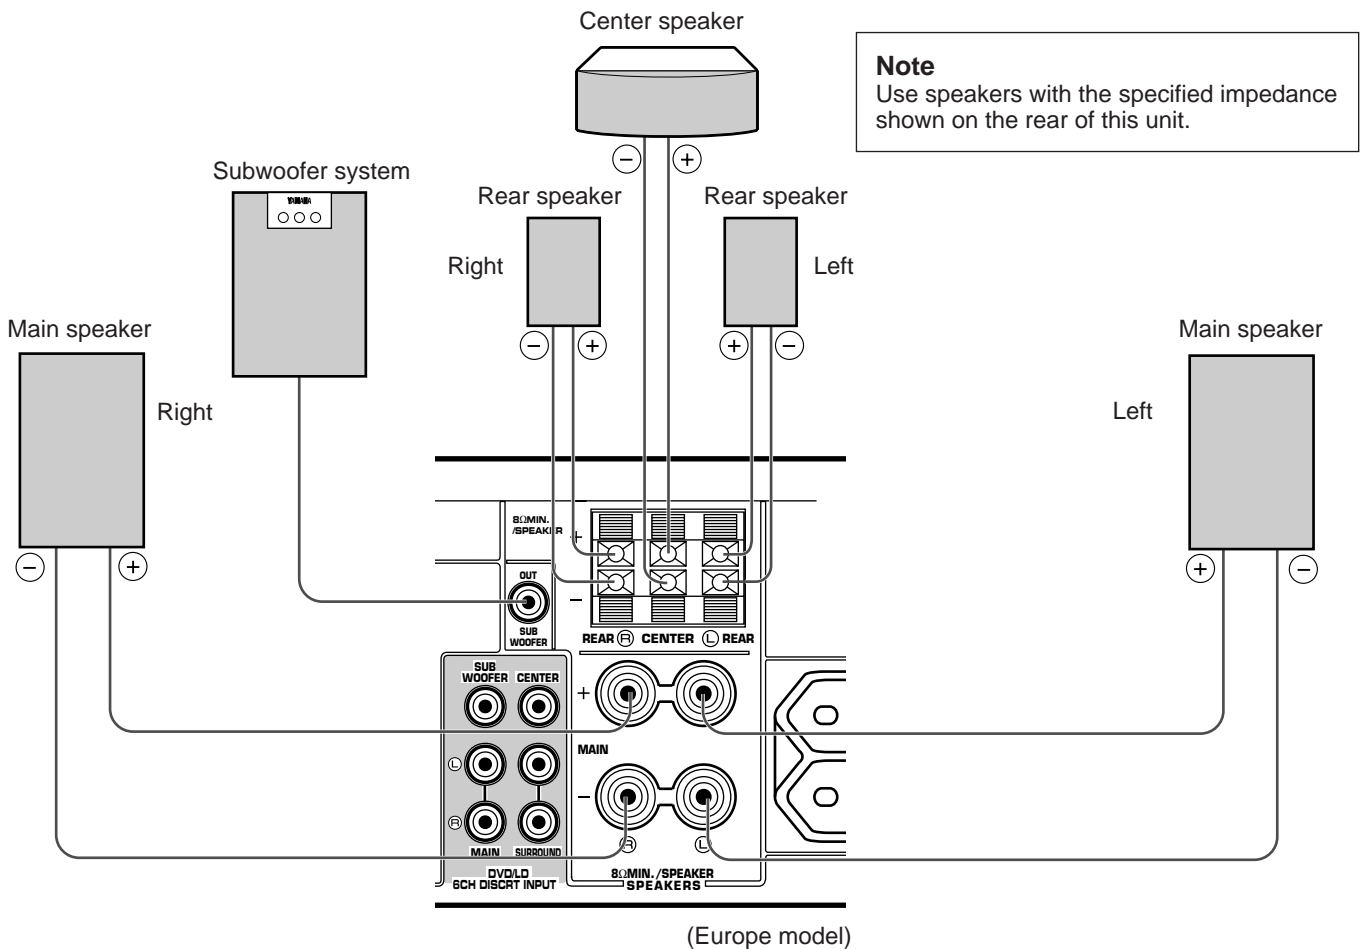 Center speaker
Note
Use speakers with the specified impedance
shown on the rear of this unit.
− +
Subwoofer system
YAMAHA
Rear speaker
Rear speaker
Right
Left
− +
+ −
Main speaker
Main speaker
Right
Left
− +
+ −
8ΩMIN.
/SPEAKER
+
OUT
−
SUB
WOOFER
REAR R CENTER L REAR
SUB
WOOFER
CENTER
+
MAIN
L
−
R
R
L
MAIN
SURROUND
DVD/LD
6CH DISCRT INPUT
8ΩMIN./SPEAKER
SPEAKERS
(Europe model)